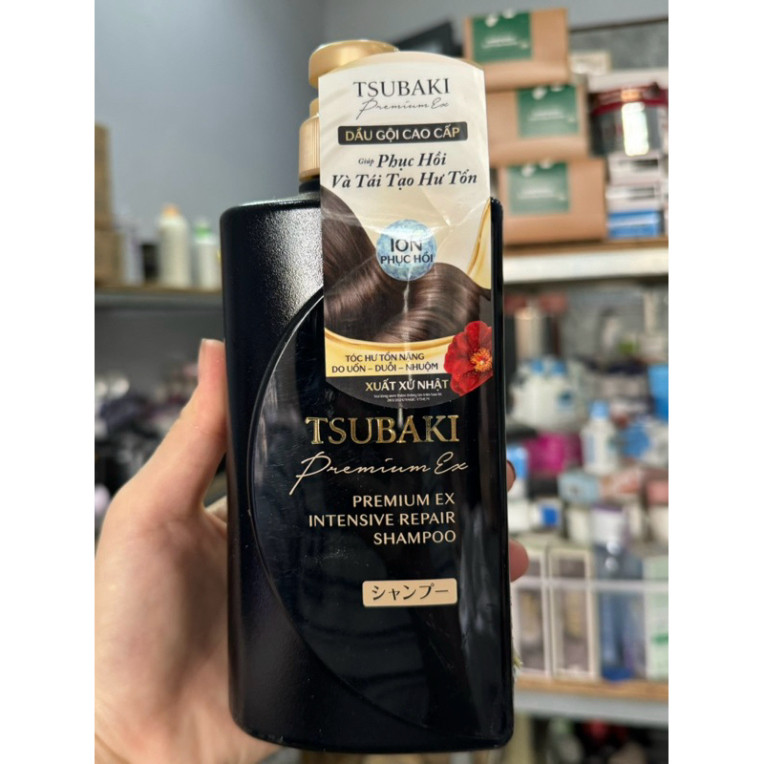 TSUBAKI
Premium Ex
DẦU GỘI CAO CẤP
Giúp Phục Hồi
Và Tái Tạo Hư Tổn
ION
PHỤC HỒI
TÓC HƯ TỔN NẶNG
DO UỐN – DUỖI – NHUỘM
XUẤT XỨ NHẬT
TSUBAKI
Premium Ex
PREMIUM EX
INTENSIVE REPAIR
SHAMPOO
シャンプー